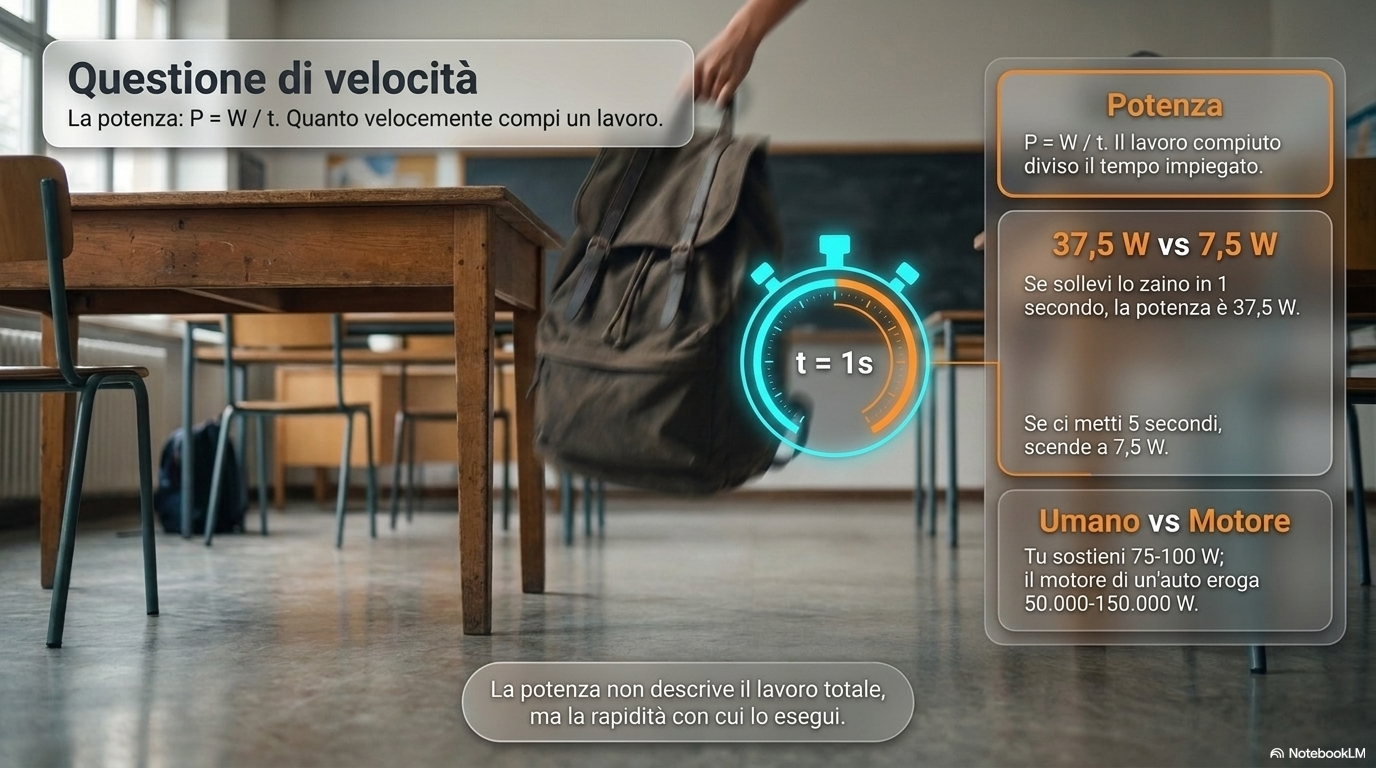 Questione di velocità
La potenza: P = W / t. Quanto velocemente compi un lavoro.
t = 1s
Potenza
P = W / t. Il lavoro compiuto
diviso il tempo impiegato.
37,5 W vs 7,5 W
Se sollevi lo zaino in 1
secondo, la potenza è 37,5 W.
Se ci metti 5 secondi,
scende a 7,5 W.
Umano vs Motore
Tu sostieni 75-100 W;
il motore di un'auto eroga
50.000-150.000 W.
La potenza non descrive il lavoro totale,
ma la rapidità con cui lo esegui.
NotebookLM